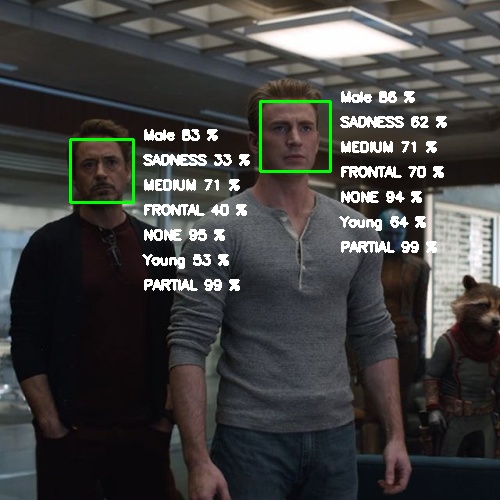 Male 83 %
SADNESS 33 %
MEDIUM 71 %
FRONTAL 40 %
NONE 95 %
Young 53 %
PARTIAL 99 %
Male 86 %
SADNESS 62 %
MEDIUM 71 %
FRONTAL 70 %
NONE 94 %
Young 64 %
PARTIAL 99 %